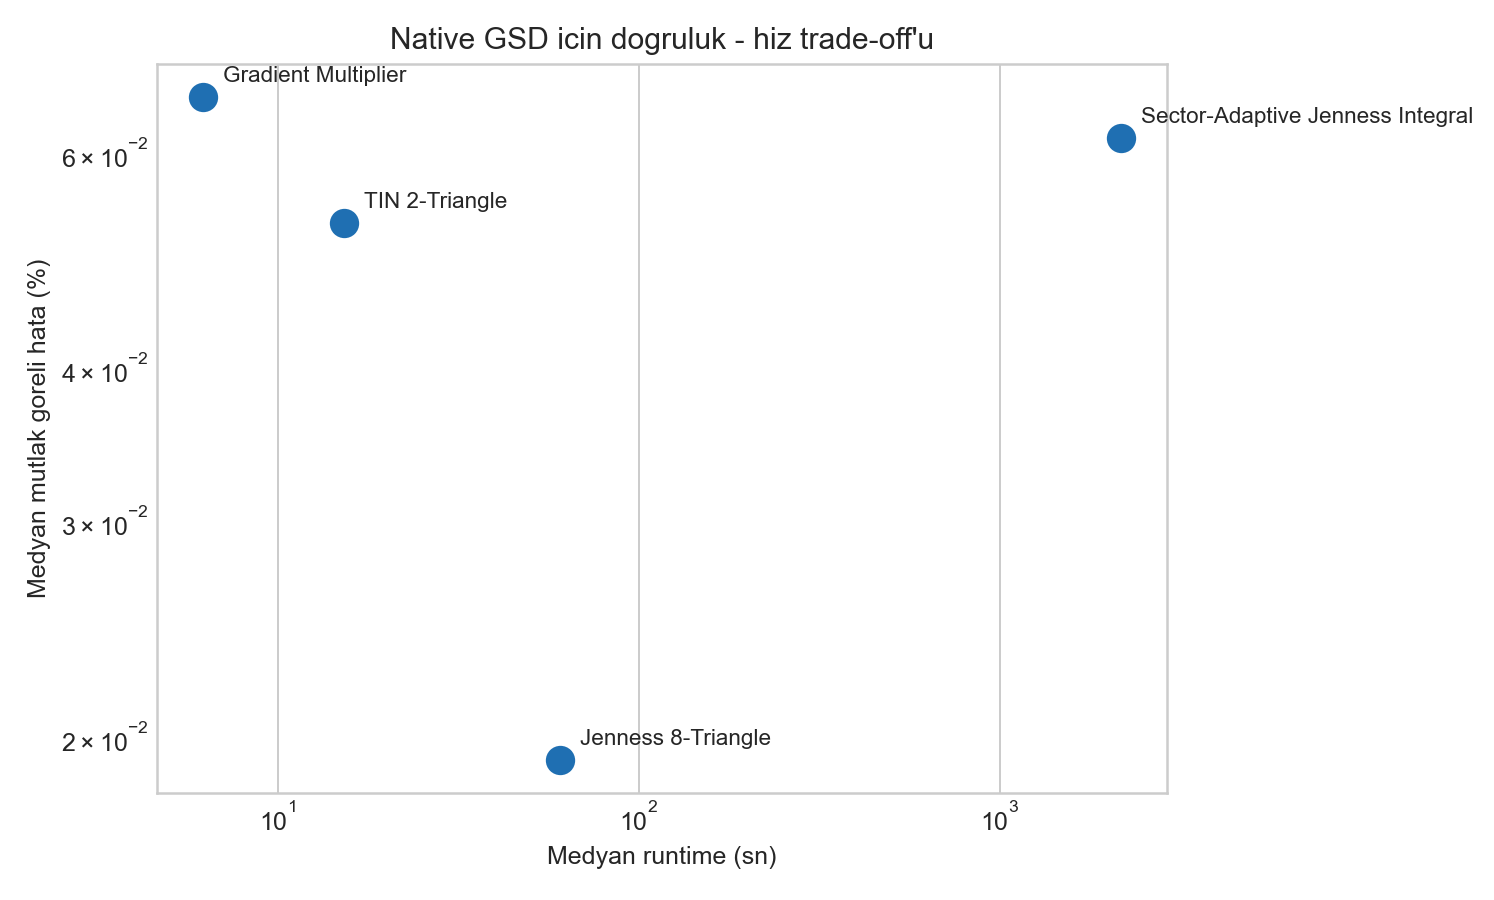 Native GSD icin dogruluk - hiz trade-off'u
Gradient Multiplier
Sector-Adaptive Jenness Integral
TIN 2-Triangle
Jenness 8-Triangle
Medyan mutlak goreli hata (%)
6 × 10⁻²
4 × 10⁻²
3 × 10⁻²
2 × 10⁻²
10¹ 10² 10³
Medyan runtime (sn)